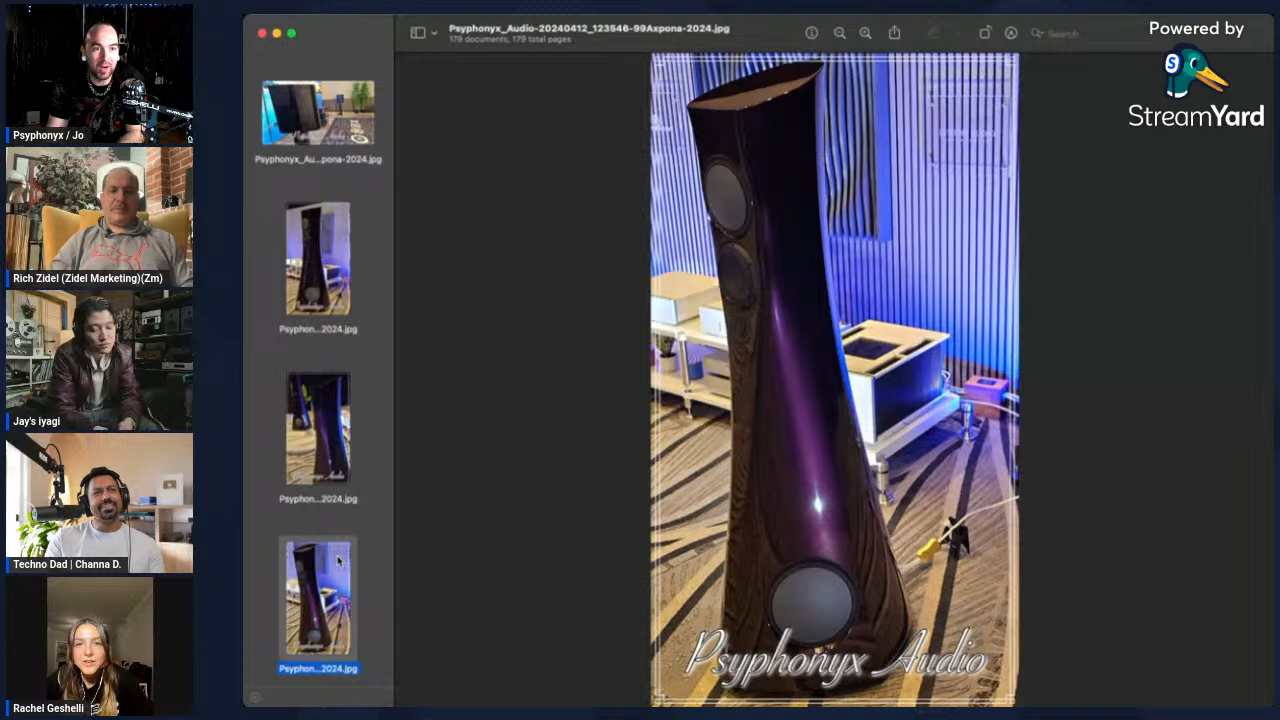 Psyphonyx / Jo
Rich Zidel (Zidel Marketing)(Zm)
Jay's iyagi
Techno Dad | Channa D.
Rachel Geshelli
GESHELLI
Psyphonyx_Audio-20240412_123546-99Axpona-2024.jpg
179 documents, 179 total pages
Search
Psyphonyx_Au...pona-2024.jpg
Psyphon...2024.jpg
Psyphon...2024.jpg
Psyphon...2024.jpg
Psyphonyx Audio
Powered by
S
StreamYard